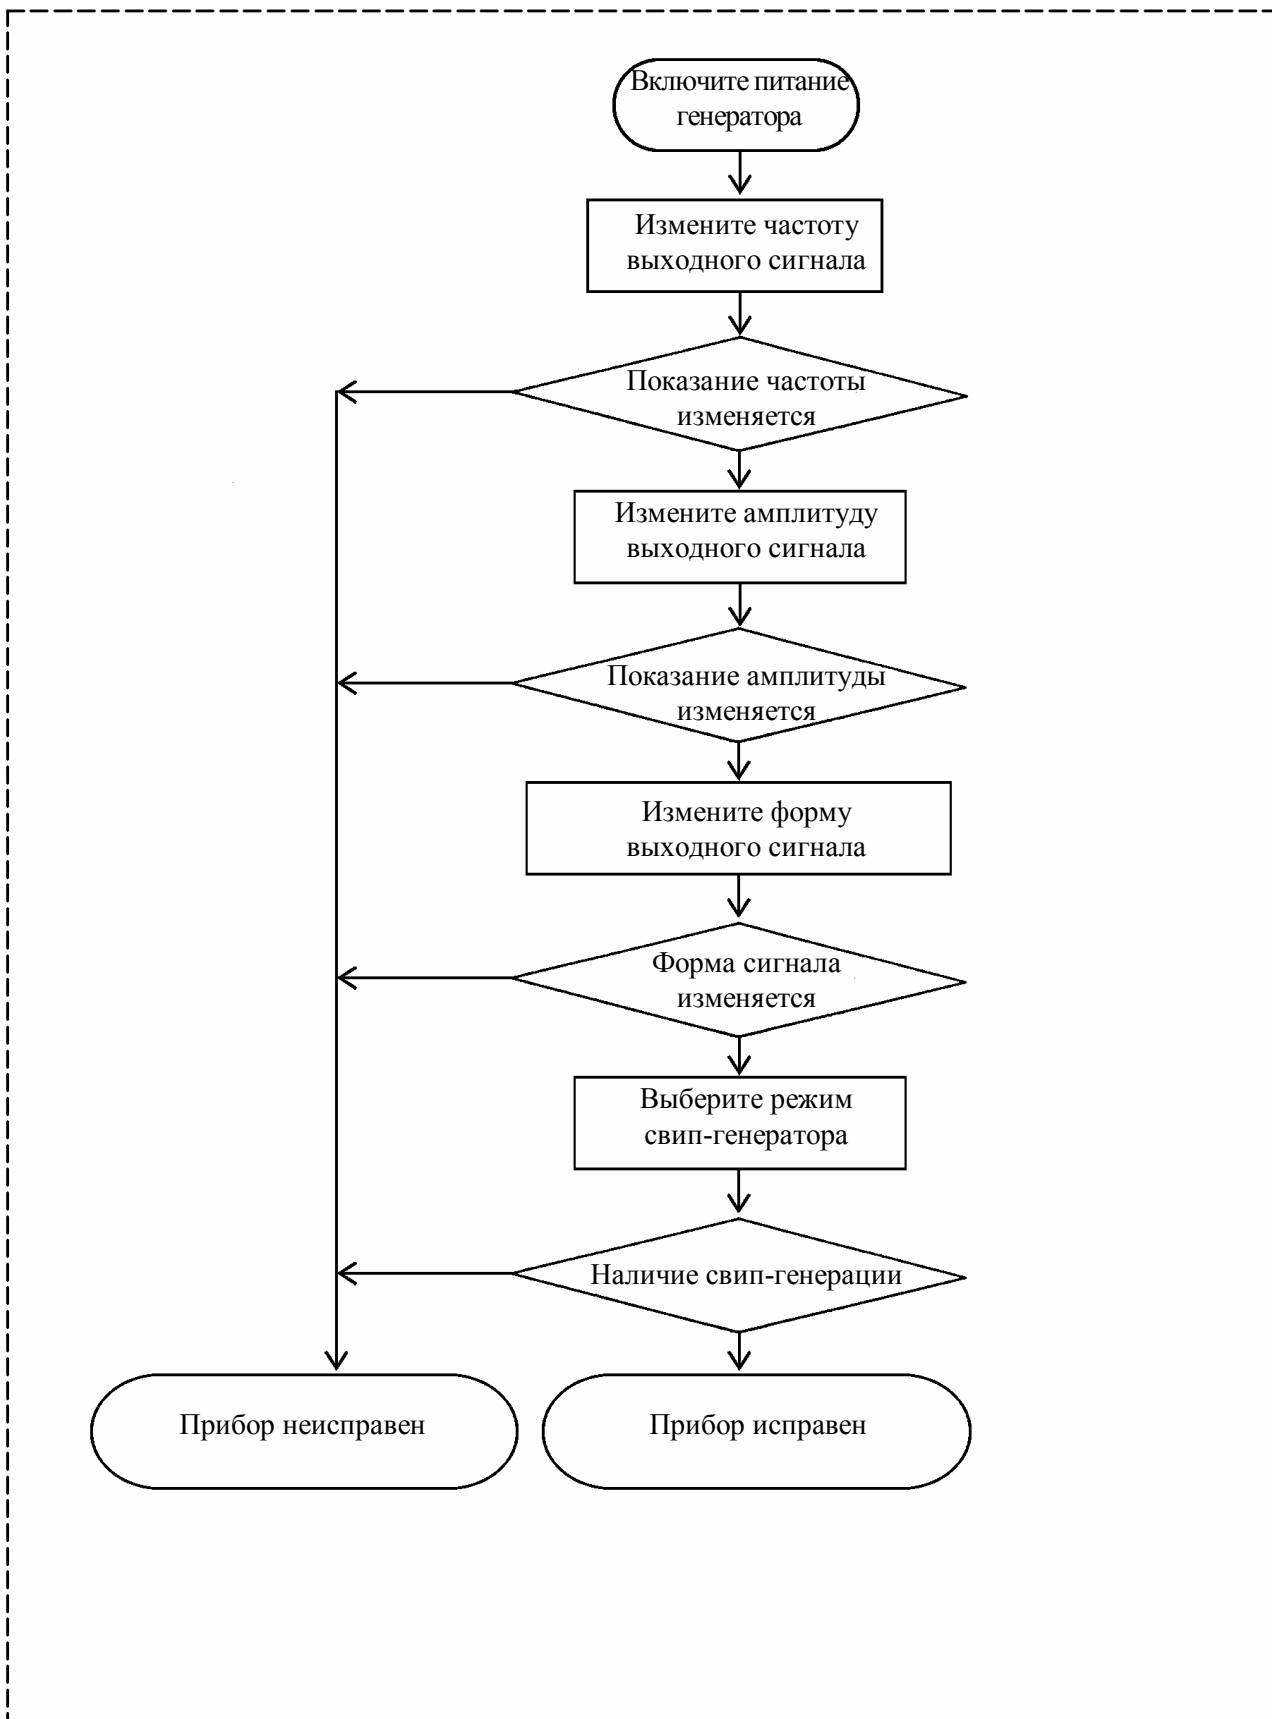 Включите питание
генератора
Измените частоту
выходного сигнала
Показание частоты
изменяется
Измените амплитуду
выходного сигнала
Показание амплитуды
изменяется
Измените форму
выходного сигнала
Форма сигнала
изменяется
Выберите режим
свип-генератора
Наличие свип-генерации
Прибор неисправен
Прибор исправен